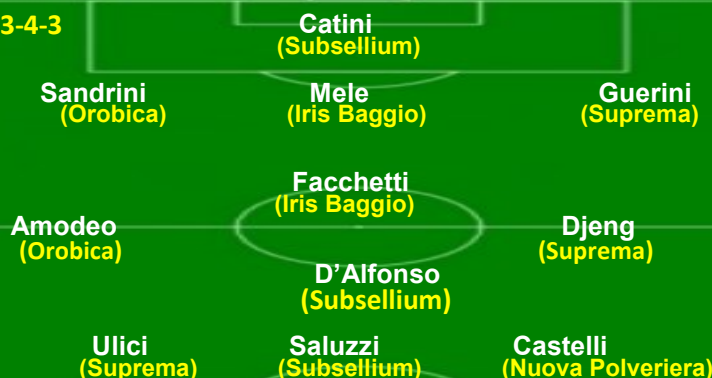 3-4-3
Catini
(Subsellium)
Sandrini
(Orobica)
Mele
(Iris Baggio)
Guerini
(Suprema)
Facchetti
(Iris Baggio)
Amodeo
(Orobica)
Djeng
(Suprema)
D’Alfonso
(Subsellium)
Ulici
(Suprema)
Saluzzi
(Subsellium)
Castelli
(Nuova Polveriera)